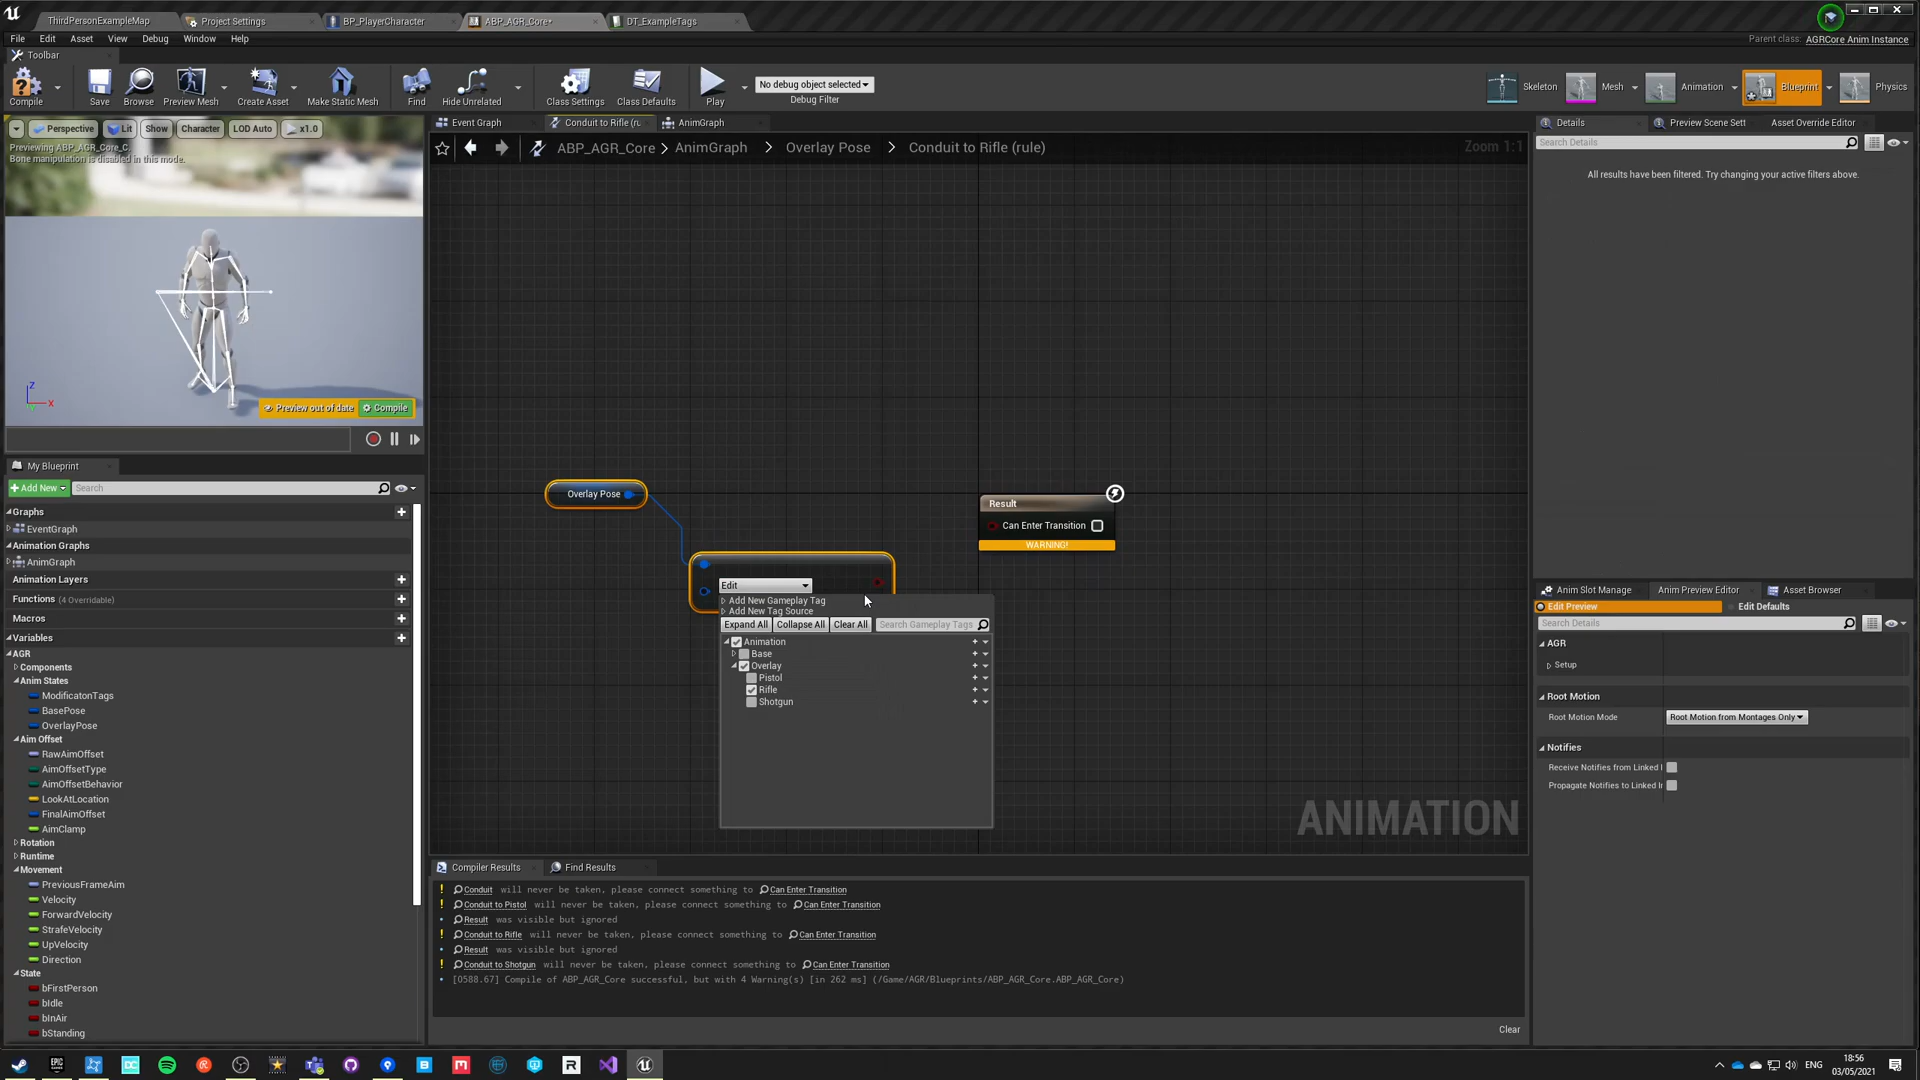 ThirdPersonExampleMap
Project Settings
BP_PlayerCharacter
ABP_AGR_Core•
DT_ExampleTags
File Edit Asset View Debug Window Help
Parent class: AGRCore Anim Instance
Toolbar
Compile
Save
Browse
Preview Mesh
Create Asset
Make Static Mesh
Find
Hide Unrelated
Class Settings
Class Defaults
Play
No debug object selected
Debug Filter
Skeleton
Mesh
Animation
Blueprint
Physics
Perspective
Lit
Show
Character
LOD Auto
x1.0
Previewing ABP_AGR_Core_C.
Bone manipulation is disabled in this mode.
Z
X
Preview out of date
Compile
Event Graph
Conduit to Rifle (ru
AnimGraph
ABP_AGR_Core > AnimGraph > Overlay Pose > Conduit to Rifle (rule)
Zoom 1:1
Overlay Pose
Result
Can Enter Transition
WARNING!
Edit
Add New Gameplay Tag
Add New Tag Source
Expand All
Collapse All
Clear All
Search Gameplay Tags
Animation
Base
Overlay
Pistol
Rifle
Shotgun
ANIMATION
My Blueprint
Add New
Search
Graphs
EventGraph
Animation Graphs
AnimGraph
Animation Layers
Functions (4 Overridable)
Macros
Variables
AGR
Components
Anim States
ModificatonTags
BasePose
OverlayPose
Aim Offset
RawAimOffset
AimOffsetType
AimOffsetBehavior
LookAtLocation
FinalAimOffset
AimClamp
Rotation
Runtime
Movement
PreviousFrameAim
Velocity
ForwardVelocity
StrafeVelocity
UpVelocity
Direction
State
bFirstPerson
bIdle
bInAir
bStanding
Compiler Results
Find Results
! Conduit will never be taken, please connect something to Can Enter Transition
! Conduit to Pistol will never be taken, please connect something to Can Enter Transition
• Result was visible but ignored
! Conduit to Rifle will never be taken, please connect something to Can Enter Transition
• Result was visible but ignored
! Conduit to Shotgun will never be taken, please connect something to Can Enter Transition
• [0588.67] Compile of ABP_AGR_Core successful, but with 4 Warning(s) [in 262 ms] (/Game/AGR/Blueprints/ABP_AGR_Core.ABP_AGR_Core)
Clear
Details
Preview Scene Sett
Asset Override Editor
Search Details
All results have been filtered. Try changing your active filters above.
Anim Slot Manage
Anim Preview Editor
Asset Browser
Edit Preview
Edit Defaults
Search Details
AGR
Setup
Root Motion
Root Motion Mode
Root Motion from Montages Only
Notifies
Receive Notifies from Linked I
Propagate Notifies to Linked In
EPIC
DC
B
M
R
ENG
18:56
03/05/2021